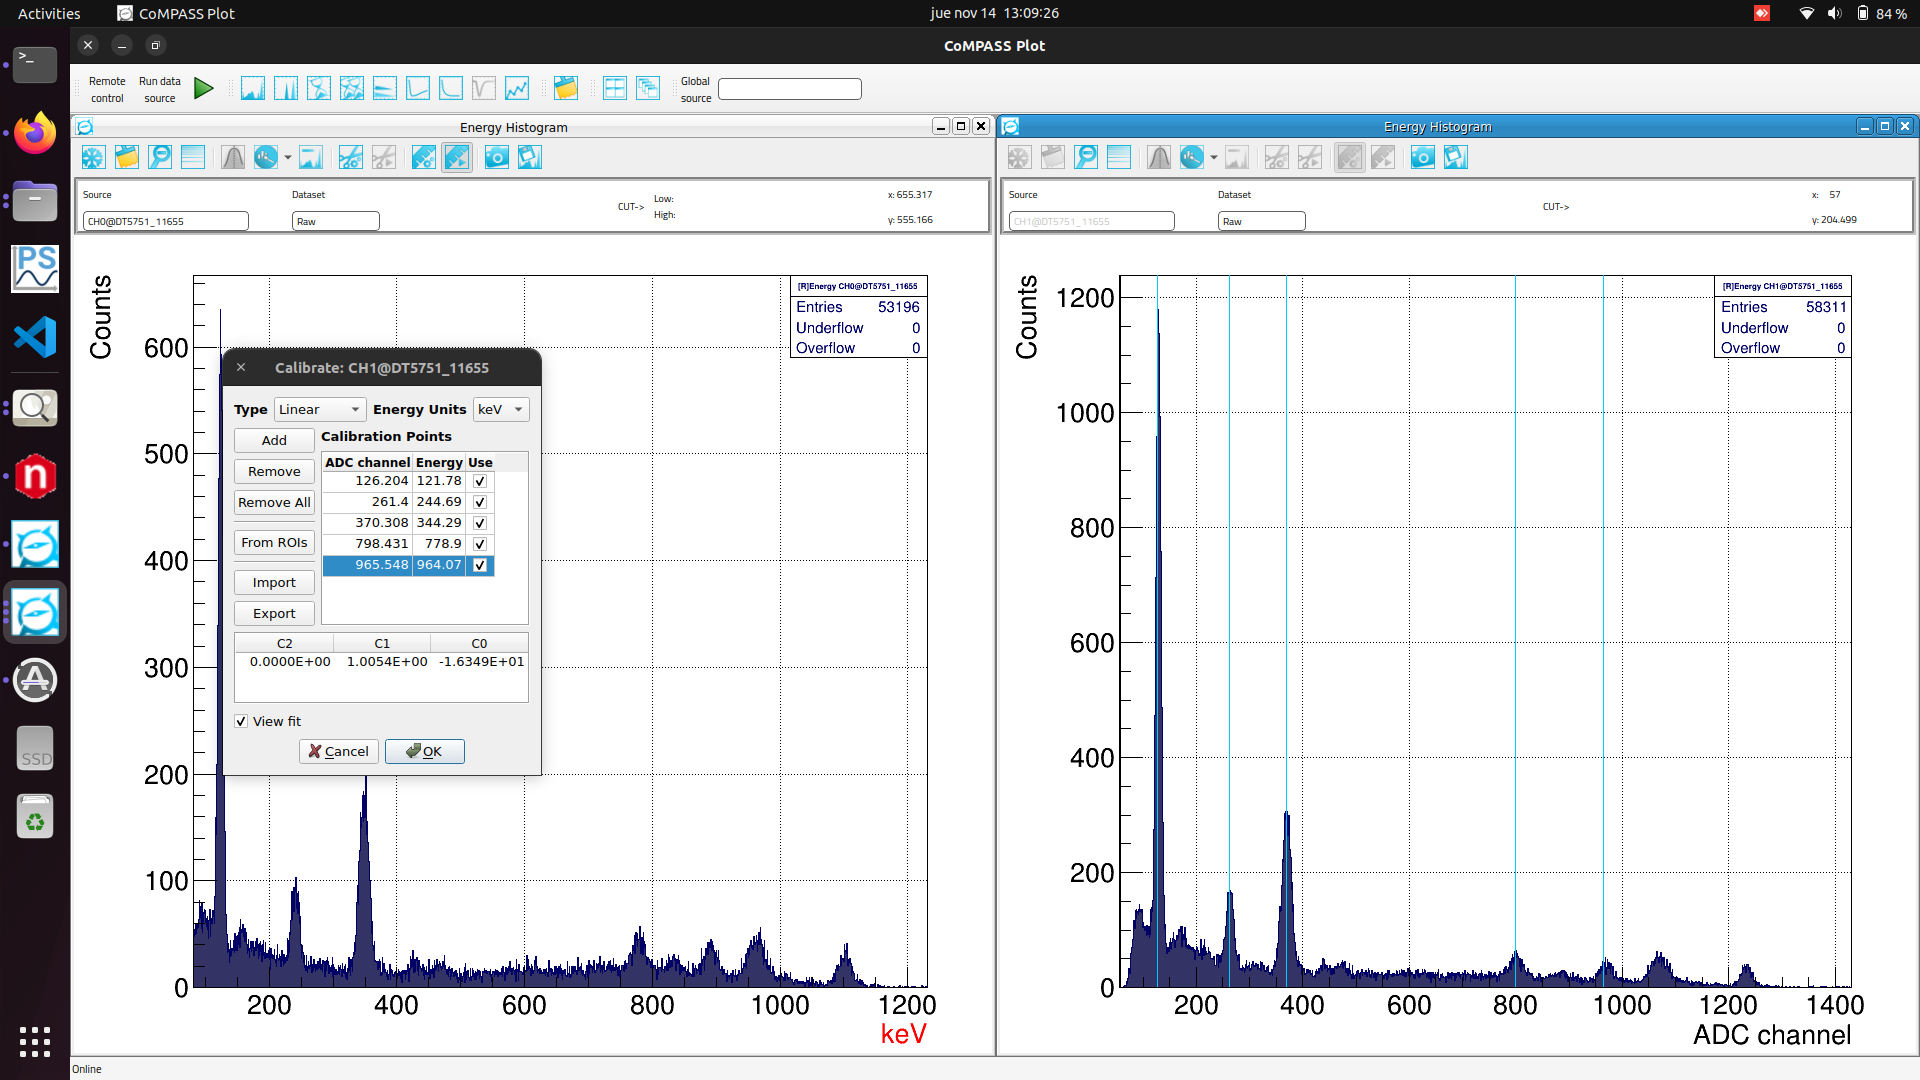 Activities
CoMPASS Plot
jue nov 14 13:09:26
84 %
CoMPASS Plot
Remote control
Run data source
Global source
Energy Histogram
Source
Dataset
CUT->
Low:
High:
x: 655.317
y: 555.166
CH0@DT5751_11655
Raw
Counts
[R]Energy CH0@DT5751_11655
Entries 53196
Underflow 0
Overflow 0
600
500
400
300
200
100
0
200 400 600 800 1000 1200
keV
Calibrate: CH1@DT5751_11655
Type Linear Energy Units keV
Add
Remove
Remove All
From ROIs
Import
Export
Calibration Points
ADC channel Energy Use
126.204 121.78
261.4 244.69
370.308 344.29
798.431 778.9
965.548 964.07
C2 C1 C0
0.0000E+00 1.0054E+00 -1.6349E+01
View fit
Cancel OK
Energy Histogram
Source
Dataset
CUT->
x: 57
y: 204.499
CH1@DT5751_11655
Raw
Counts
[R]Energy CH1@DT5751_11655
Entries 58311
Underflow 0
Overflow 0
1200
1000
800
600
400
200
0
200 400 600 800 1000 1200 1400
ADC channel
PS
SSD
Online